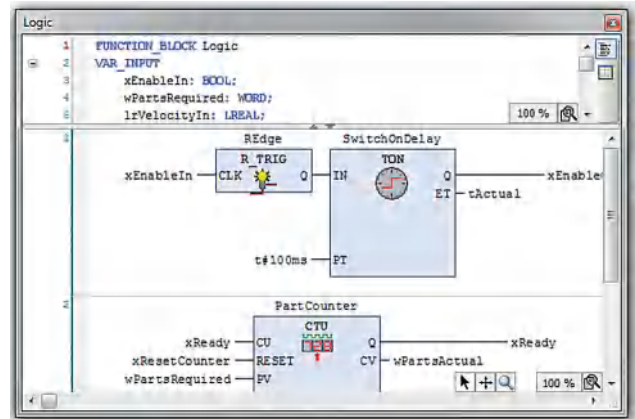 Logic
1 FUNCTION_BLOCK Logic
2 VAR_INPUT
3 xEnableIn: BOOL;
4 wPartsRequired: WORD;
5 lrVelocityIn: LREAL;
100 %
1
REdge SwitchOnDelay
R_TRIG TON
xEnableIn CLK Q IN Q xEnable
ET tActual
t#100ms PT
2
PartCounter
CTU
xReady CU Q xReady
xResetCounter RESET CV wPartsActual
wPartsRequired PV
100 %